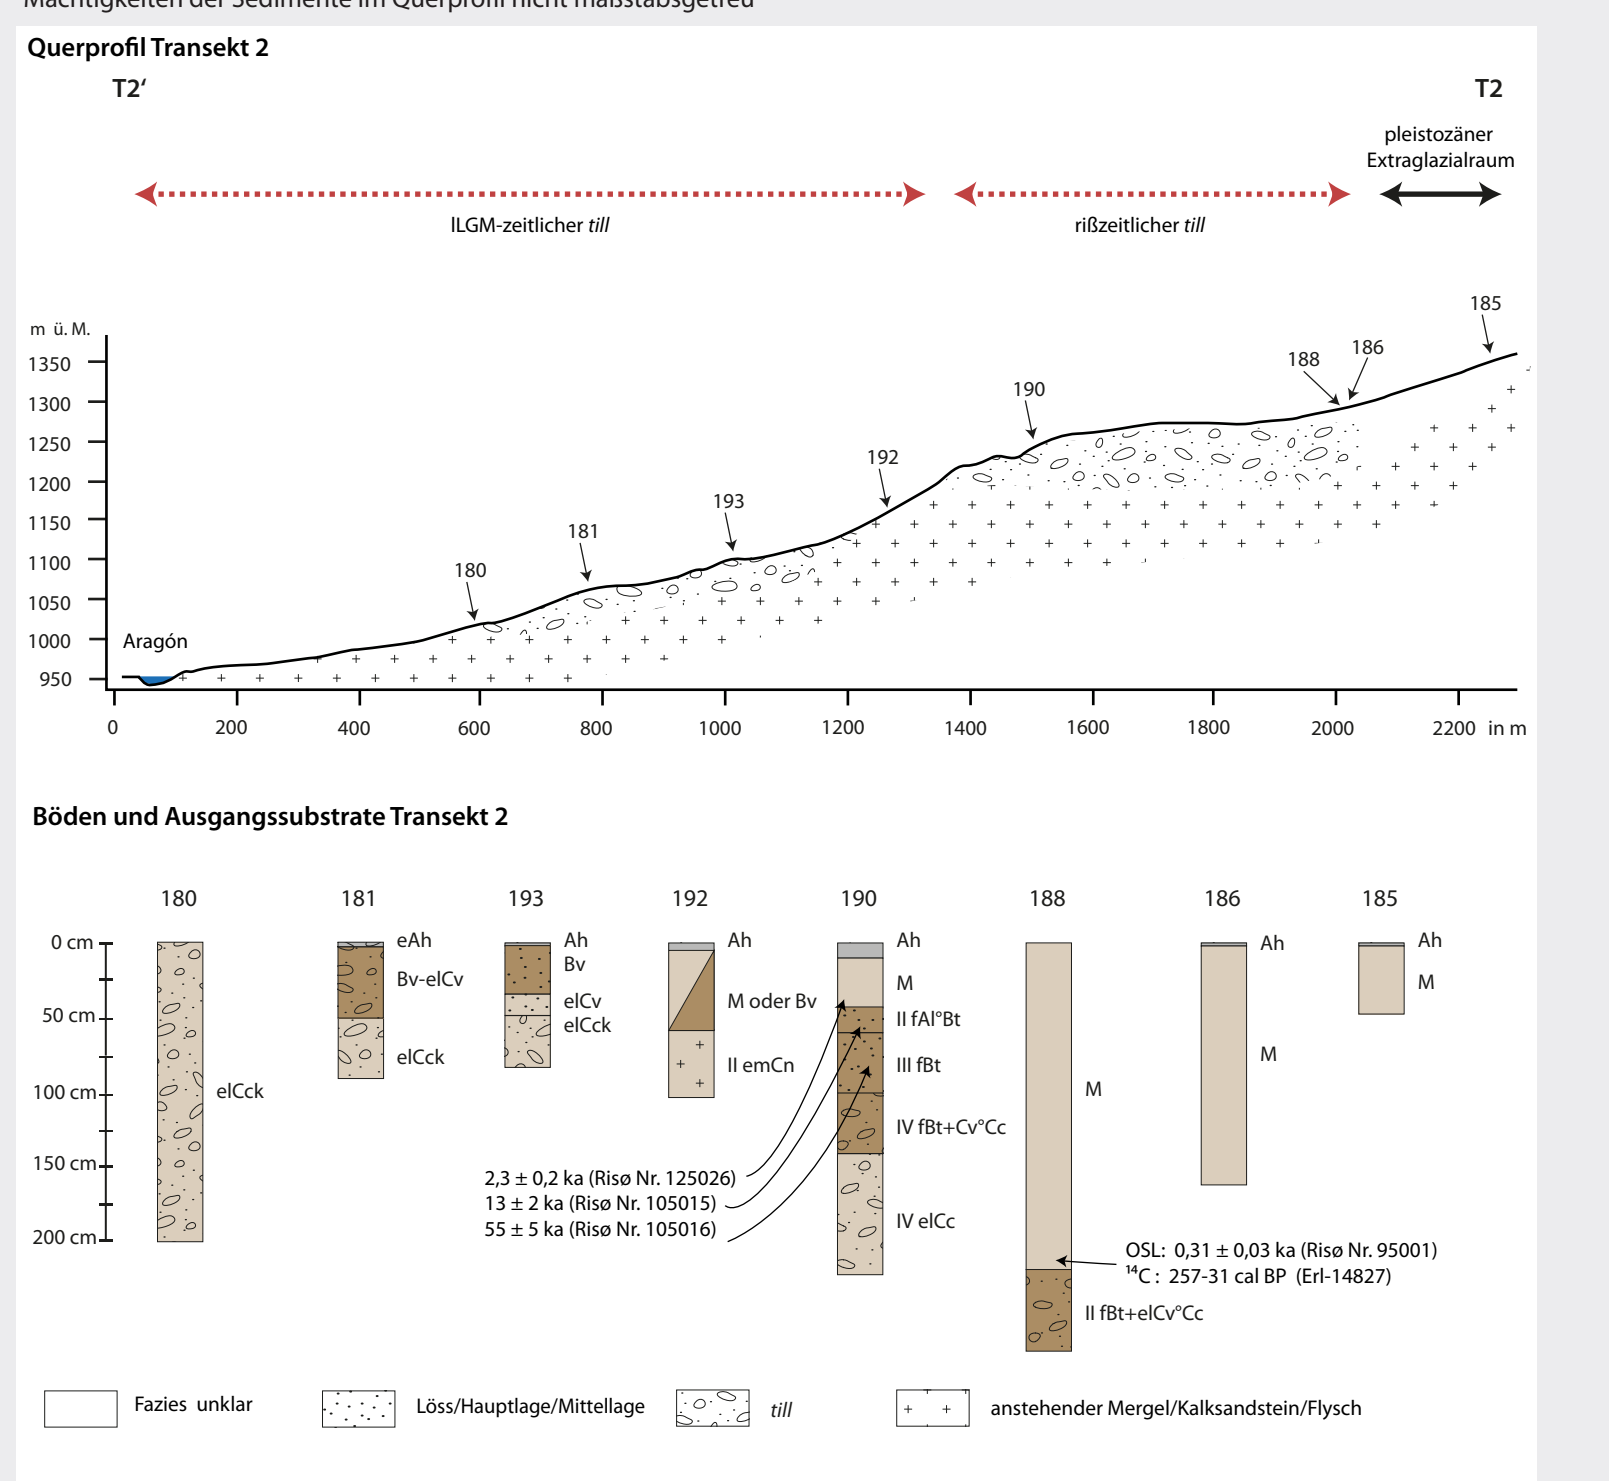 Mächtigkeiten der Sedimente im Querprofil nicht maßstabsgetreu
Querprofil Transekt 2
T2‘
T2
pleistozäner
Extraglazialraum
lLGM-zeitlicher till
rißzeitlicher till
185
m ü. M.
188
186
1350
190
1300
1250
192
1200
193
1150
181
1100
180
1050
1000
Aragón
950
0 200 400 600 800 1000 1200 1400 1600 1800 2000 2200 in m
Böden und Ausgangssubstrate Transekt 2
180 181 193 192 190 188 186 185
0 cm
50 cm
100 cm
150 cm
200 cm
elCck
eAh
Bv-elCv
elCck
Ah
Bv
elCv
elCck
Ah
M oder Bv
II emCn
Ah
M
II fAl°Bt
III fBt
IV fBt+Cv°Cc
IV elCc
M
II fBt+elCv°Cc
Ah
M
Ah
M
2,3 ± 0,2 ka (Risø Nr. 125026)
13 ± 2 ka (Risø Nr. 105015)
55 ± 5 ka (Risø Nr. 105016)
OSL: 0,31 ± 0,03 ka (Risø Nr. 95001)
¹⁴C : 257-31 cal BP (Erl-14827)
Fazies unklar
Löss/Hauptlage/Mittellage
till
anstehender Mergel/Kalksandstein/Flysch